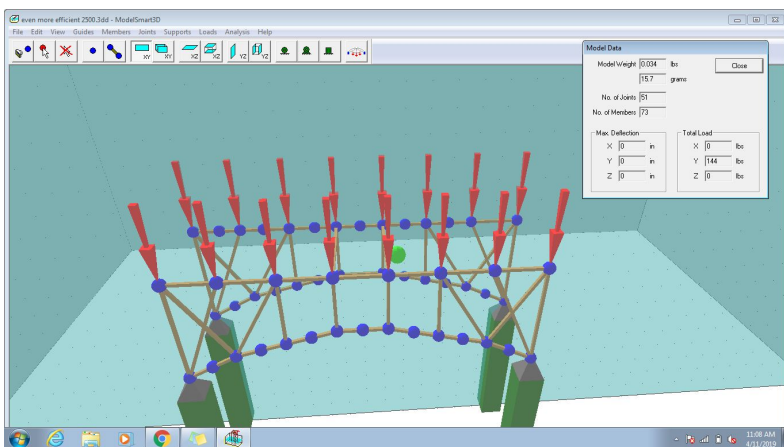 even more efficient 2500.3dd - ModelSmart3D
File Edit View Guides Members Joints Supports Loads Analysis Help
XY XY XZ XZ YZ YZ
Model Data
Model Weight 0.034 lbs Close
15.7 grams
No. of Joints 51
No. of Members 73
Max. Deflection Total Load
X 0 in X 0 lbs
Y 0 in Y 144 lbs
Z 0 in Z 0 lbs
11:08 AM
4/11/2019